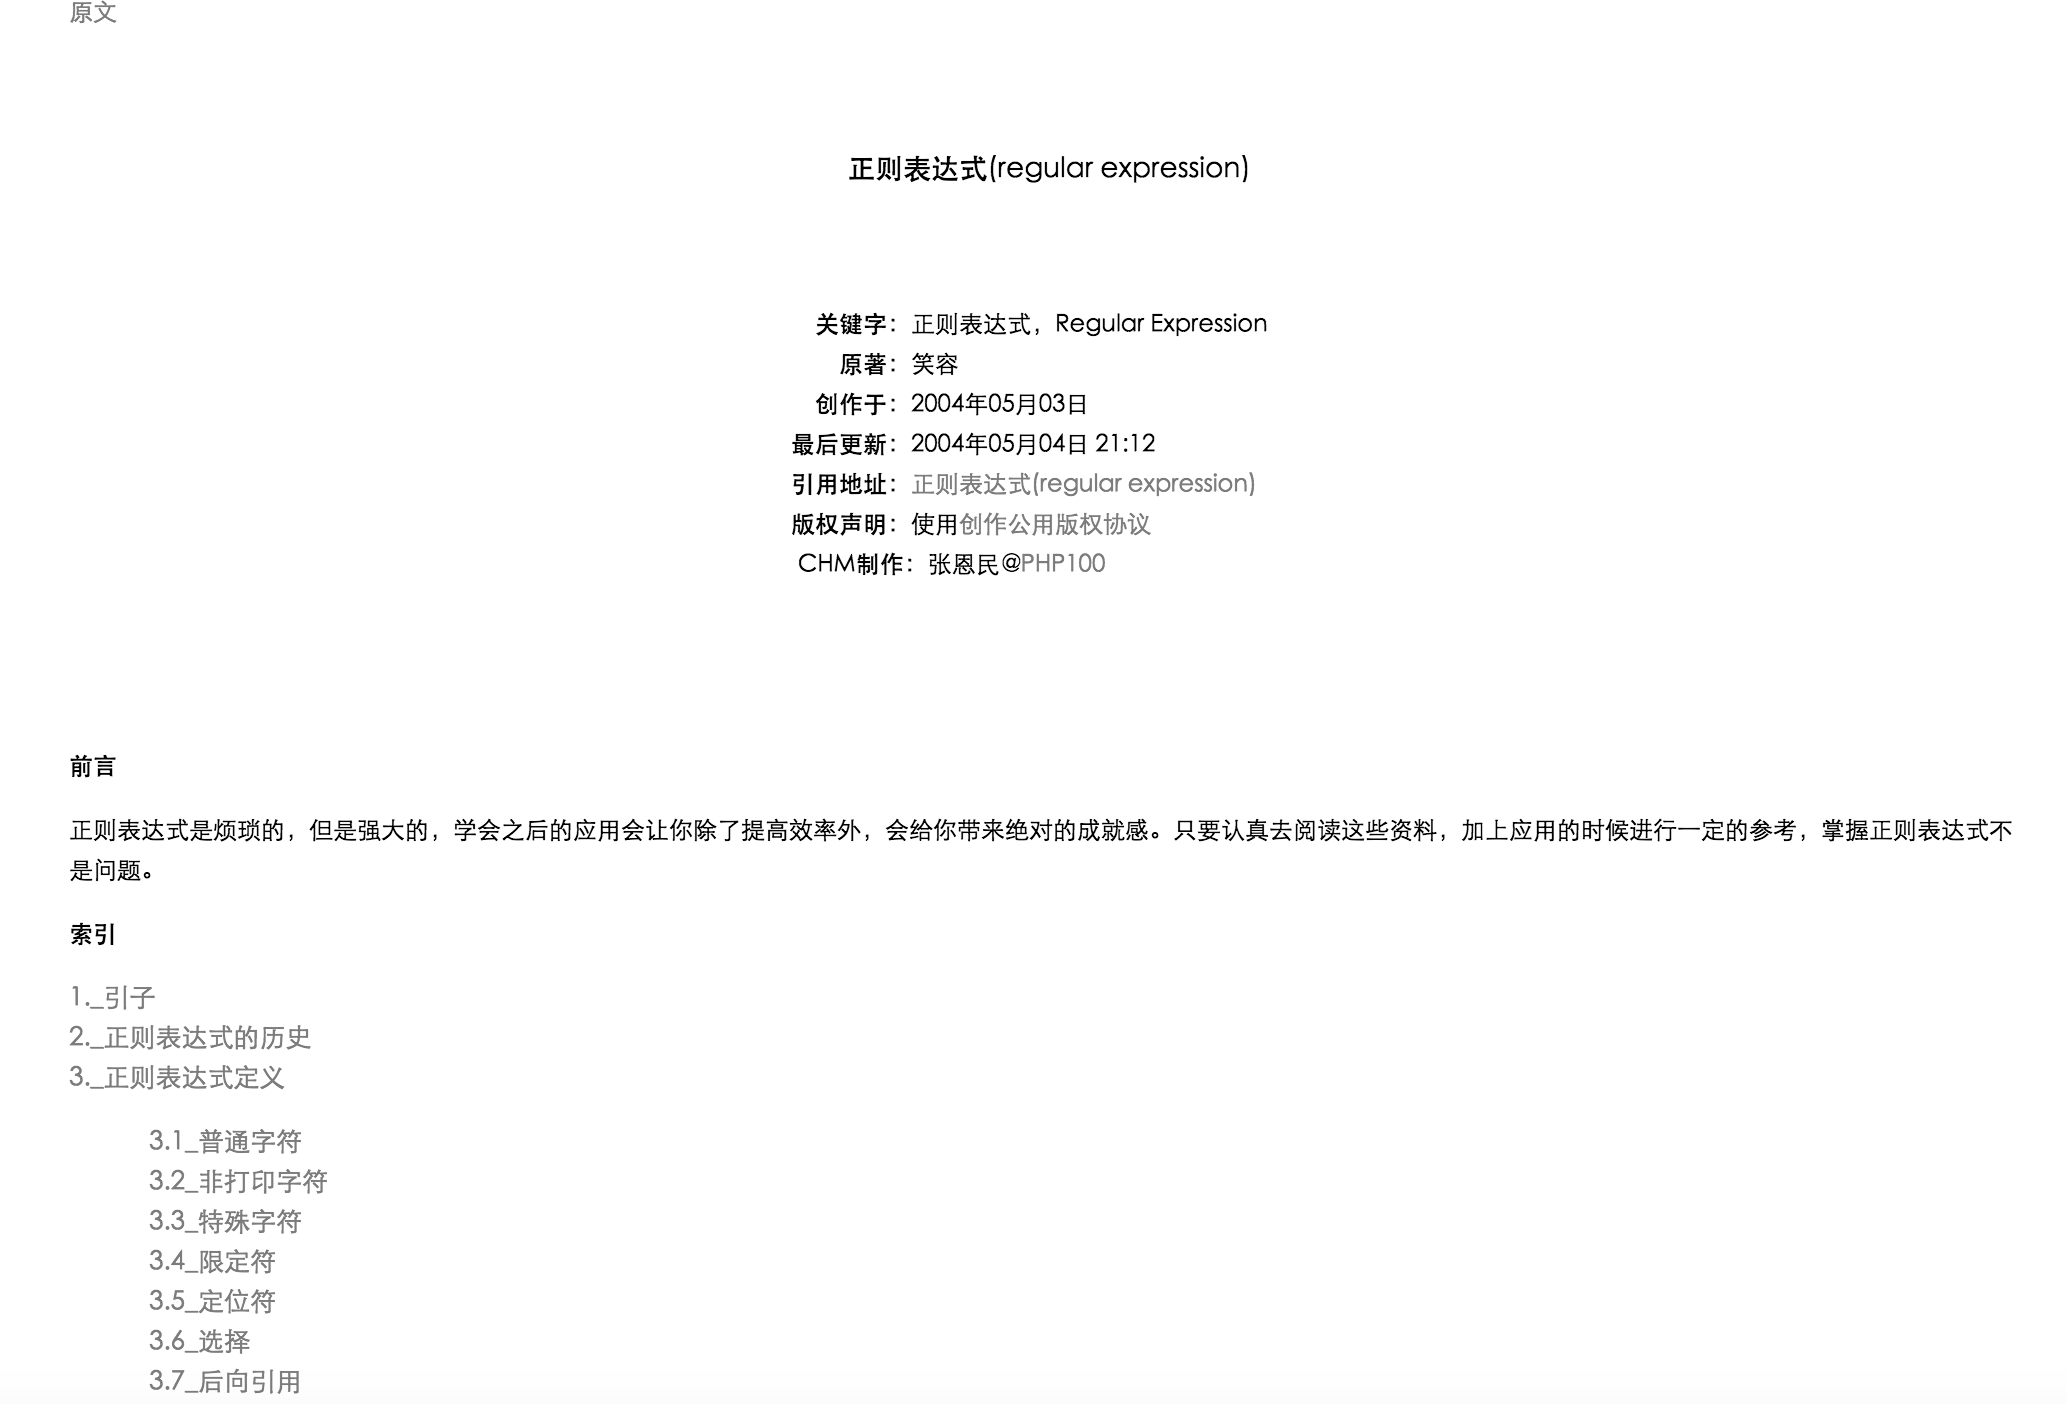 原文
正则表达式(regular expression)
关键字：正则表达式，Regular Expression
原著：笑容
创作于：2004年05月03日
最后更新：2004年05月04日 21:12
引用地址：正则表达式(regular expression)
版权声明：使用创作公用版权协议
CHM制作：张恩民@PHP100
前言
正则表达式是烦琐的，但是强大的，学会之后的应用会让你除了提高效率外，会给你带来绝对的成就感。只要认真去阅读这些资料，加上应用的时候进行一定的参考，掌握正则表达式不
是问题。
索引
1._引子
2._正则表达式的历史
3._正则表达式定义
3.1_普通字符
3.2_非打印字符
3.3_特殊字符
3.4_限定符
3.5_定位符
3.6_选择
3.7_后向引用